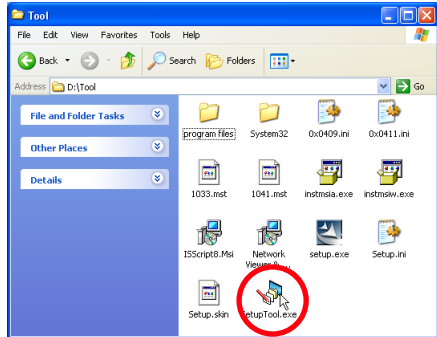 Tool
File Edit View Favorites Tools Help
Back Search Folders
Address D:\Tool Go
File and Folder Tasks
Other Places
Details
program files System32 0x0409.ini 0x0411.ini
1033.mst 1041.mst instmsia.exe instmsiw.exe
ISScript8.Msi Network setup.exe Setup.ini
Viewer &...
Setup.skin SetupTool.exe